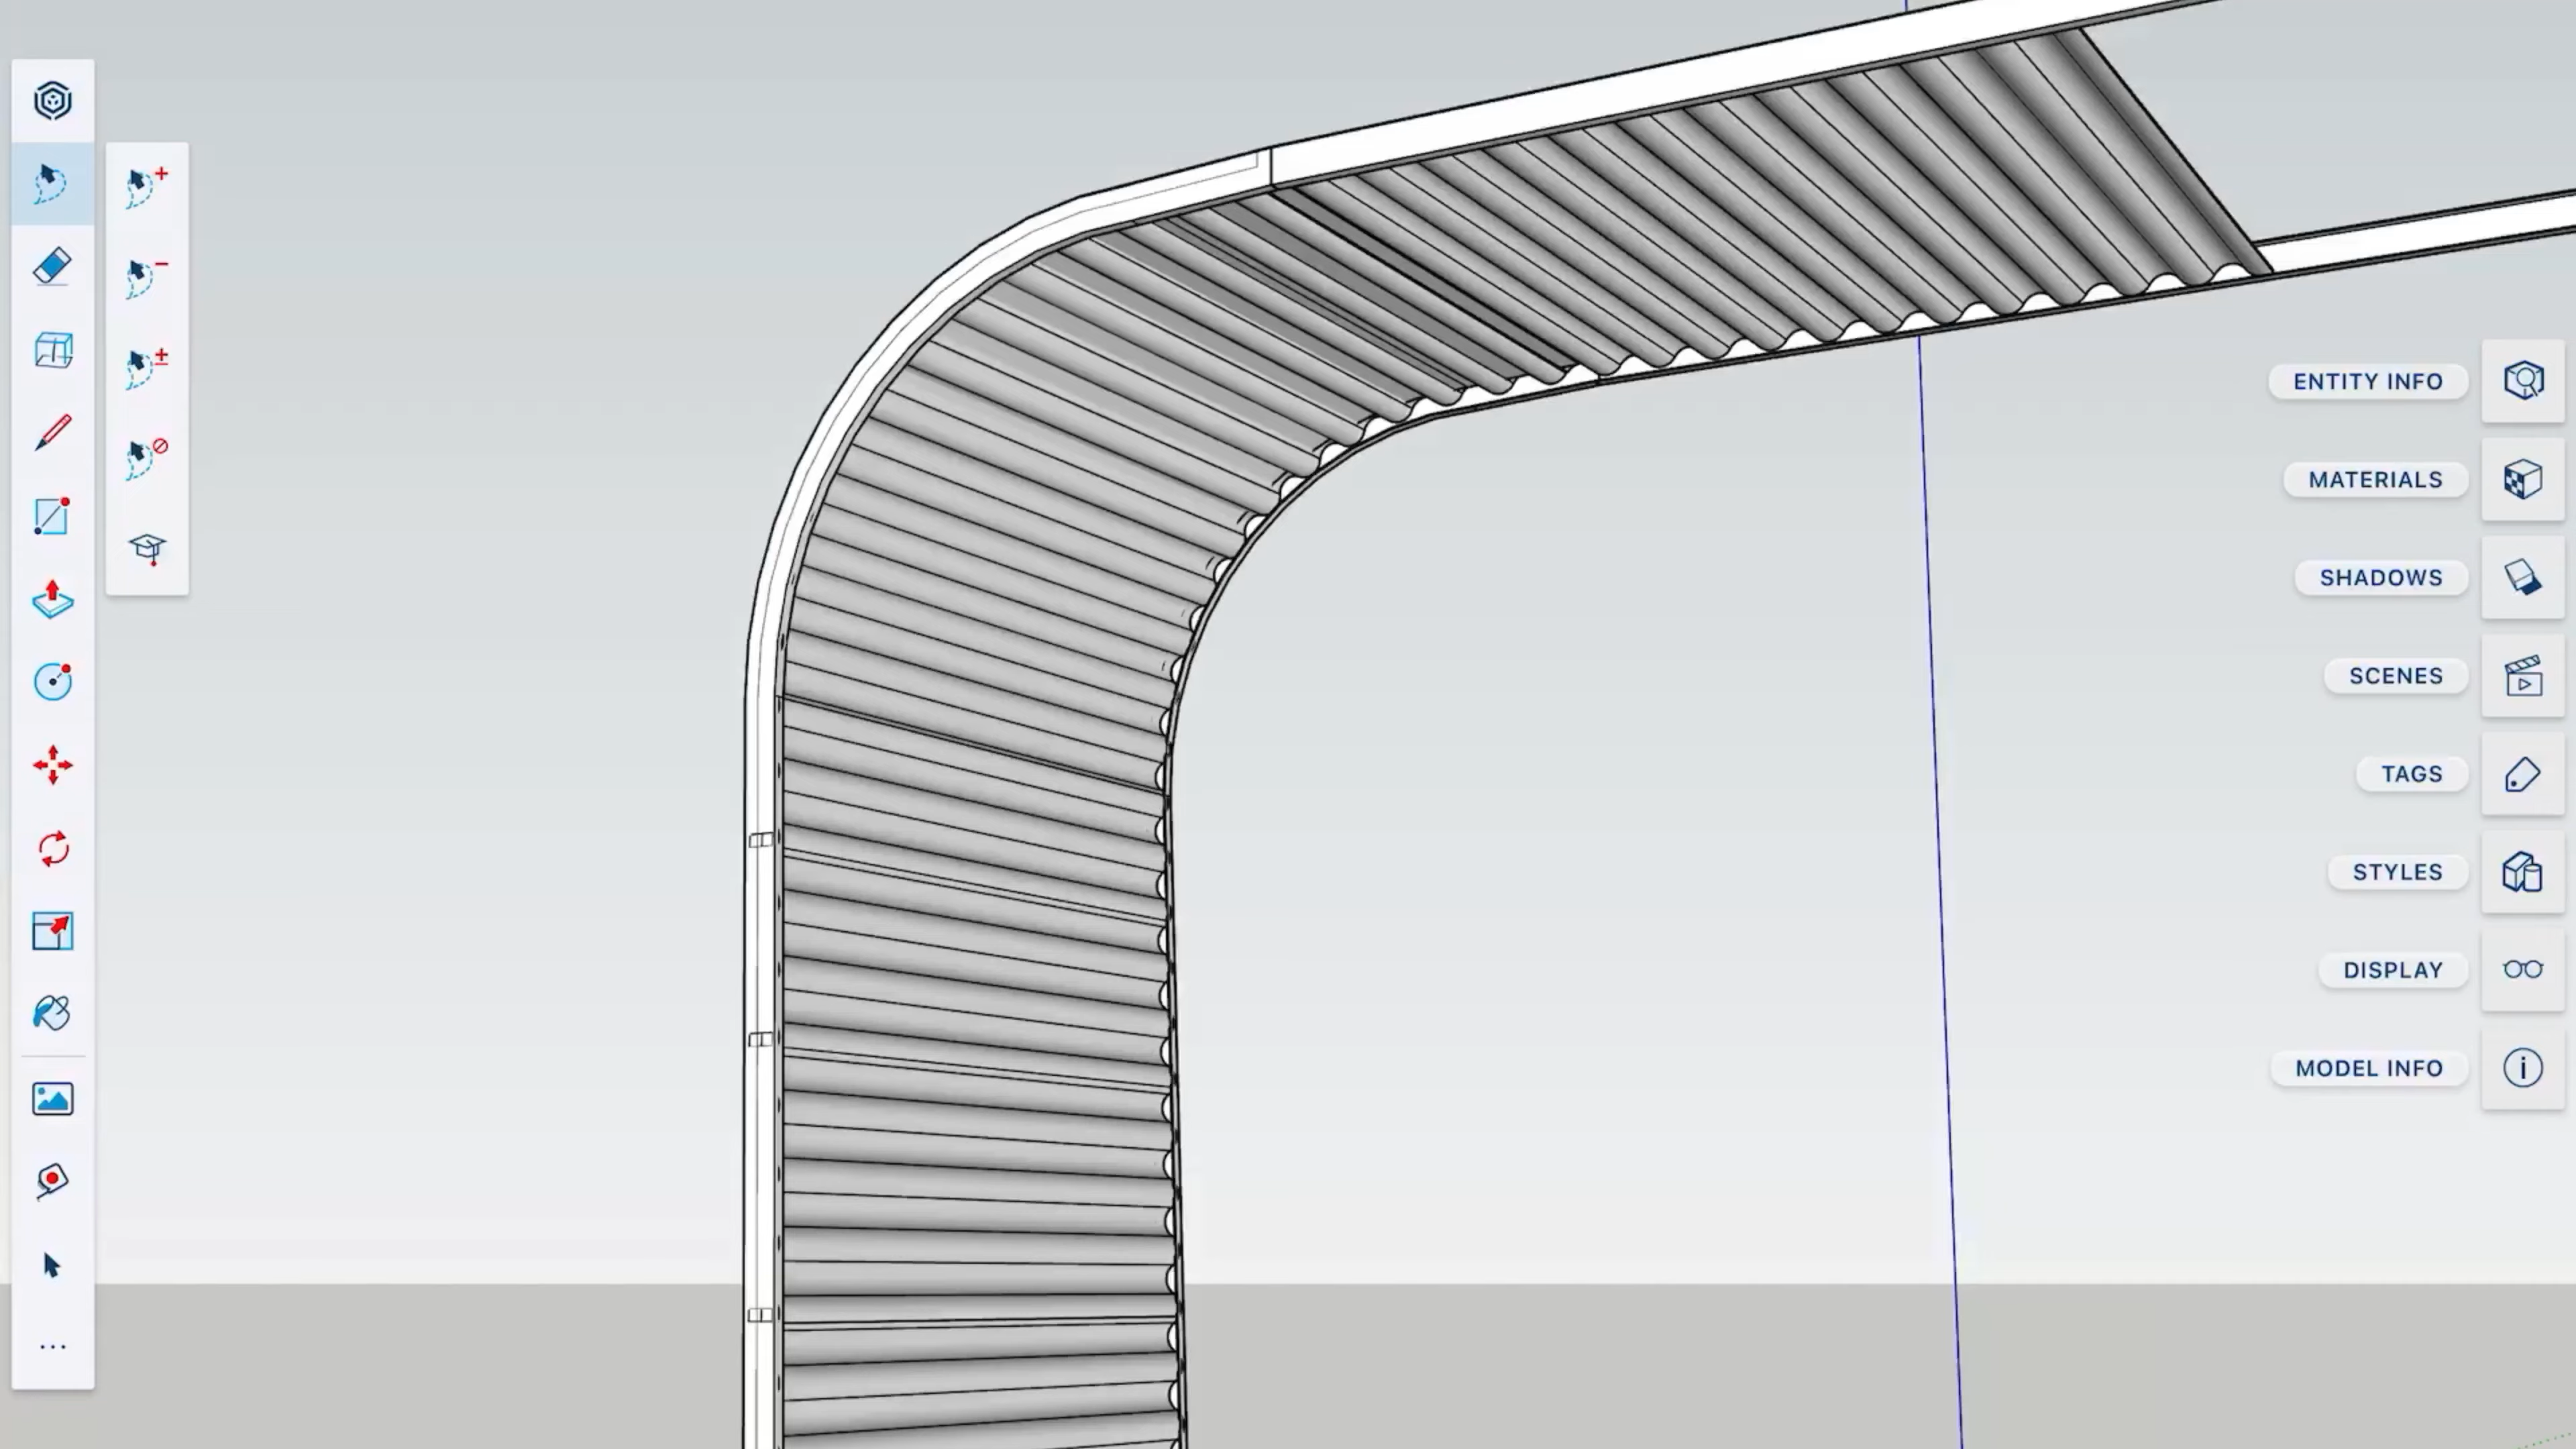 ENTITY INFO
MATERIALS
SHADOWS
SCENES
TAGS
STYLES
DISPLAY
MODEL INFO